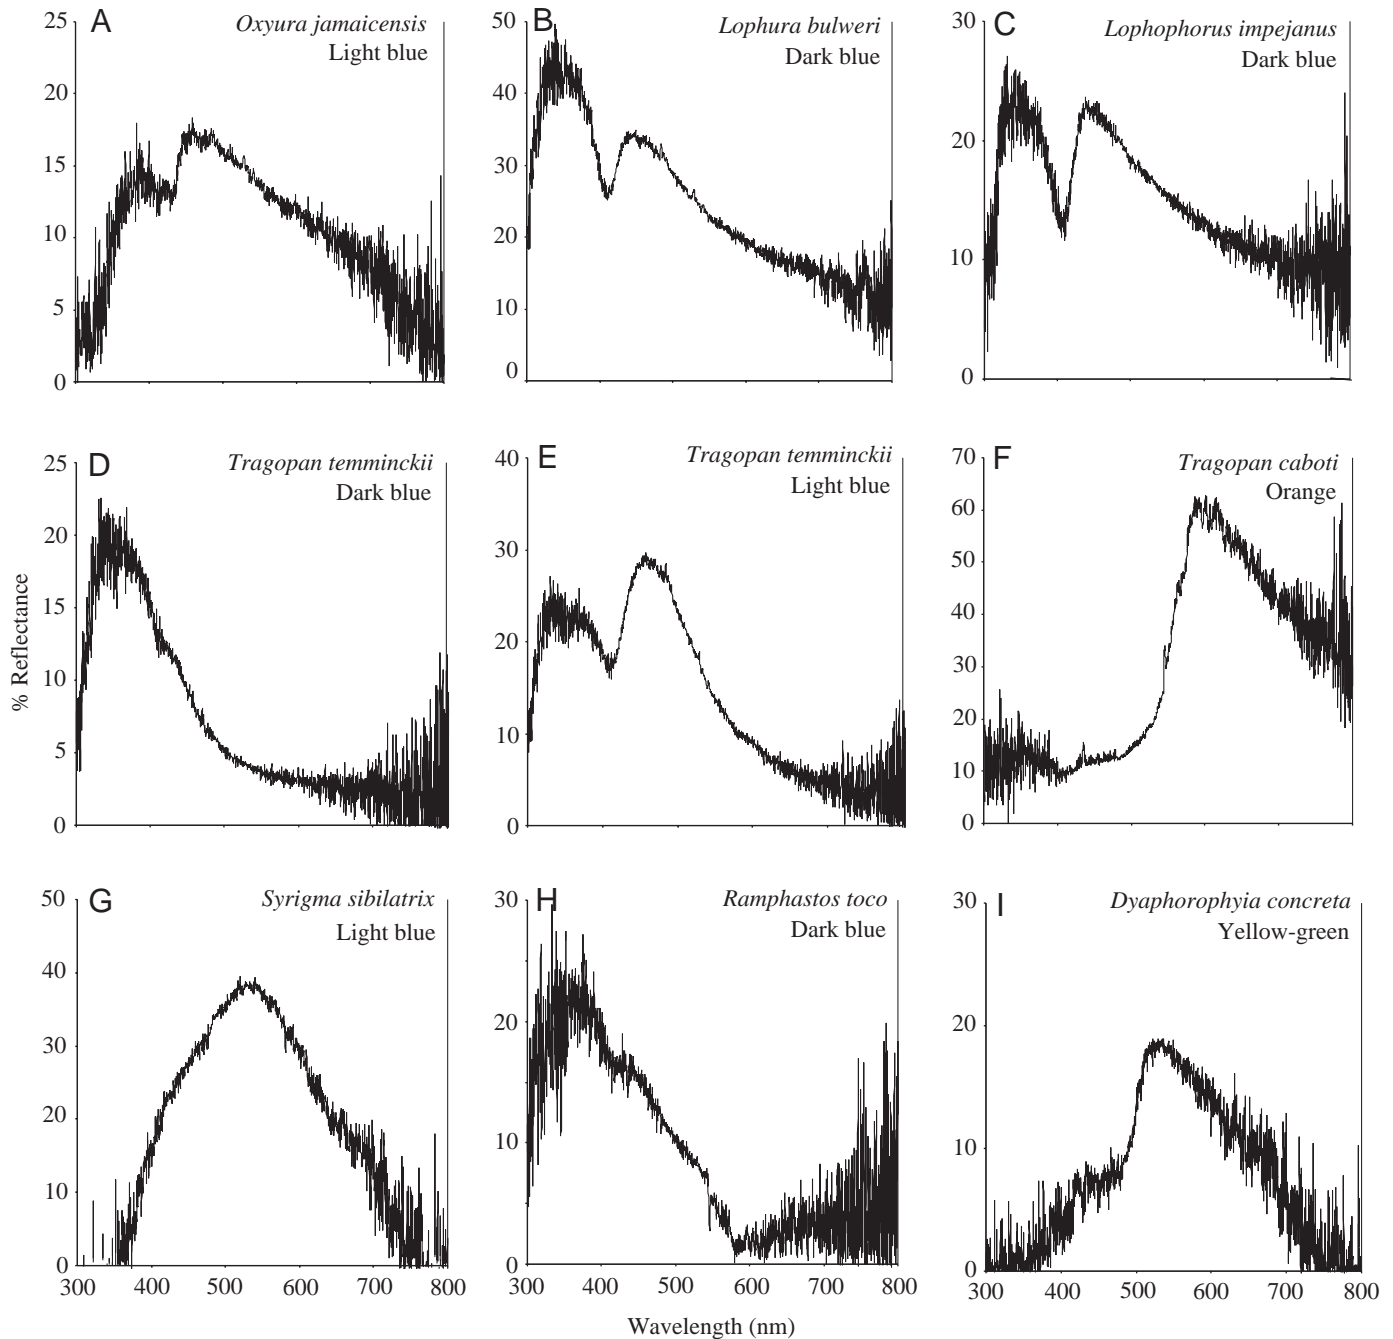 A
Oxyura jamaicensis
Light blue
25
20
15
10
5
0
B
Lophura bulweri
Dark blue
50
40
30
20
10
0
C
Lophophorus impejanus
Dark blue
30
20
10
0
D
Tragopan temminckii
Dark blue
25
20
15
10
5
0
E
Tragopan temminckii
Light blue
40
30
20
10
0
F
Tragopan caboti
Orange
70
60
50
40
30
20
10
0
% Reflectance
G
Syrigma sibilatrix
Light blue
50
40
30
20
10
0
300 400 500 600 700 800
H
Ramphastos toco
Dark blue
30
20
10
0
300 400 500 600 700 800
I
Dyaphorophyia concreta
Yellow-green
30
20
10
0
300 400 500 600 700 800
Wavelength (nm)